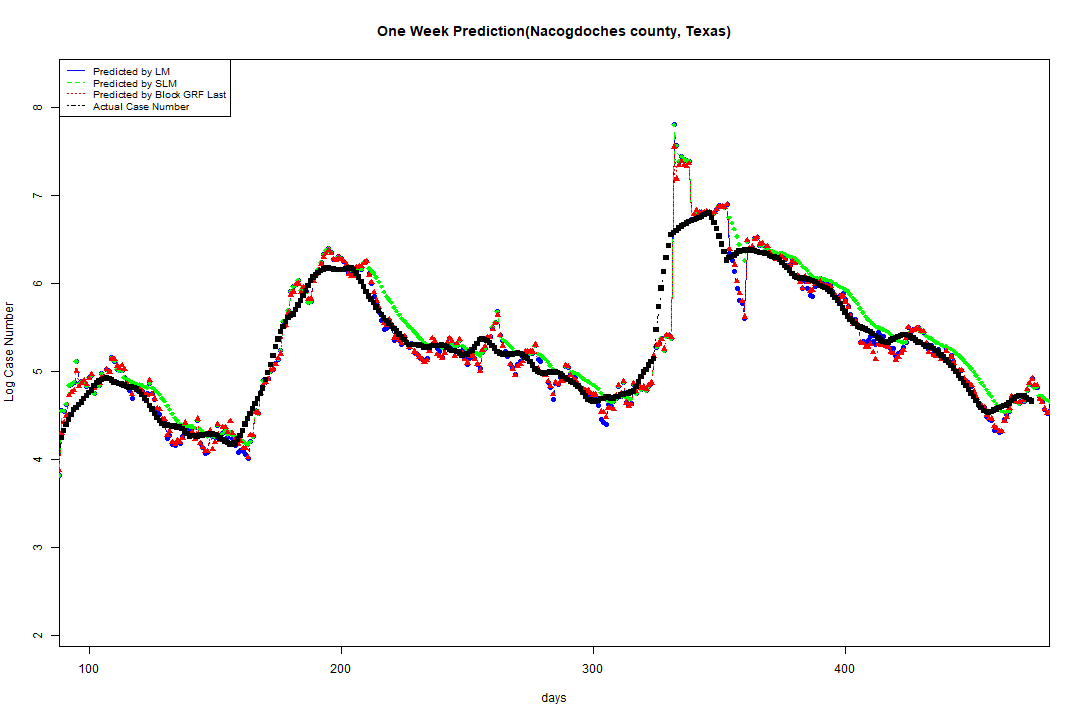 One Week Prediction(Nacogdoches county, Texas)
Predicted by LM
Predicted by SLM
Predicted by Block GRF Last
Actual Case Number
Log Case Number
8
7
6
5
4
3
2
100 200 300 400
days